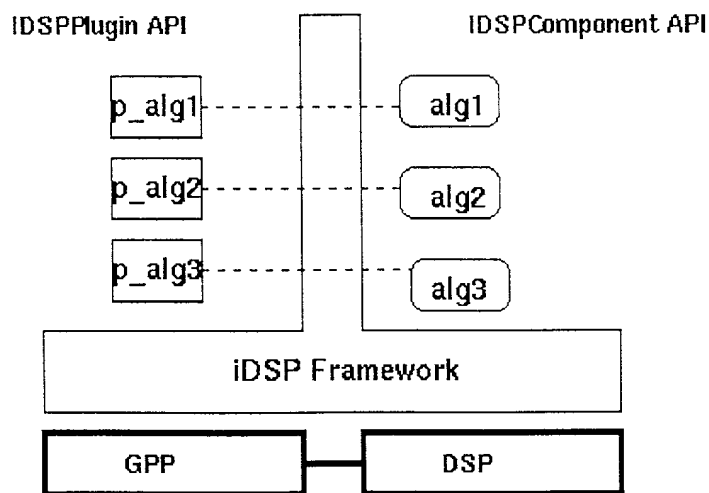 IDSPPlugin API
IDSPComponent API
p_alg1
alg1
p_alg2
alg2
p_alg3
alg3
iDSP Framework
GPP
DSP